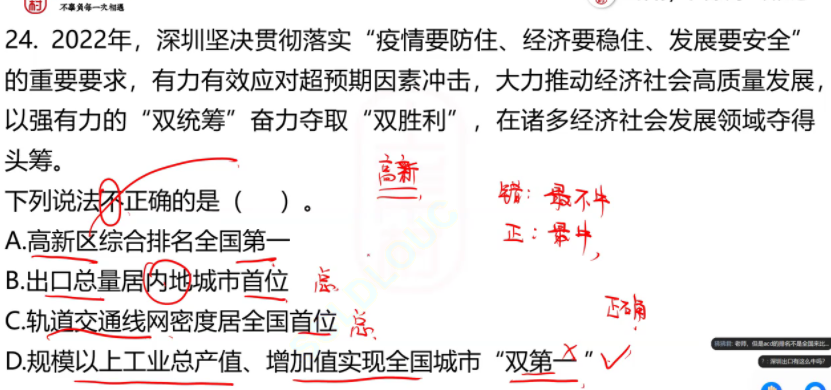 不辜负每一次相遇
24. 2022年，深圳坚决贯彻落实“疫情要防住、经济要稳住、发展要安全”
的重要要求，有力有效应对超预期因素冲击，大力推动经济社会高质量发展，
以强有力的“双统筹”奋力夺取“双胜利”，在诸多经济社会发展领域夺得
头筹。
高新
下列说法不正确的是（ ）。
错：最不牛
正：最牛
A.高新区综合排名全国第一
B.出口总量居内地城市首位 总
C.轨道交通线网密度居全国首位 总
正确
D.规模以上工业总产值、增加值实现全国城市“双第一”
：深圳出口有这么牛吗?